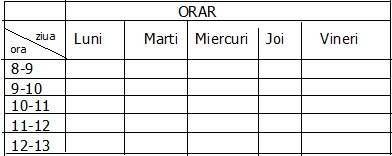 ORAR
ziua
ora
Luni Marti Miercuri Joi Vineri
8-9
9-10
10-11
11-12
12-13